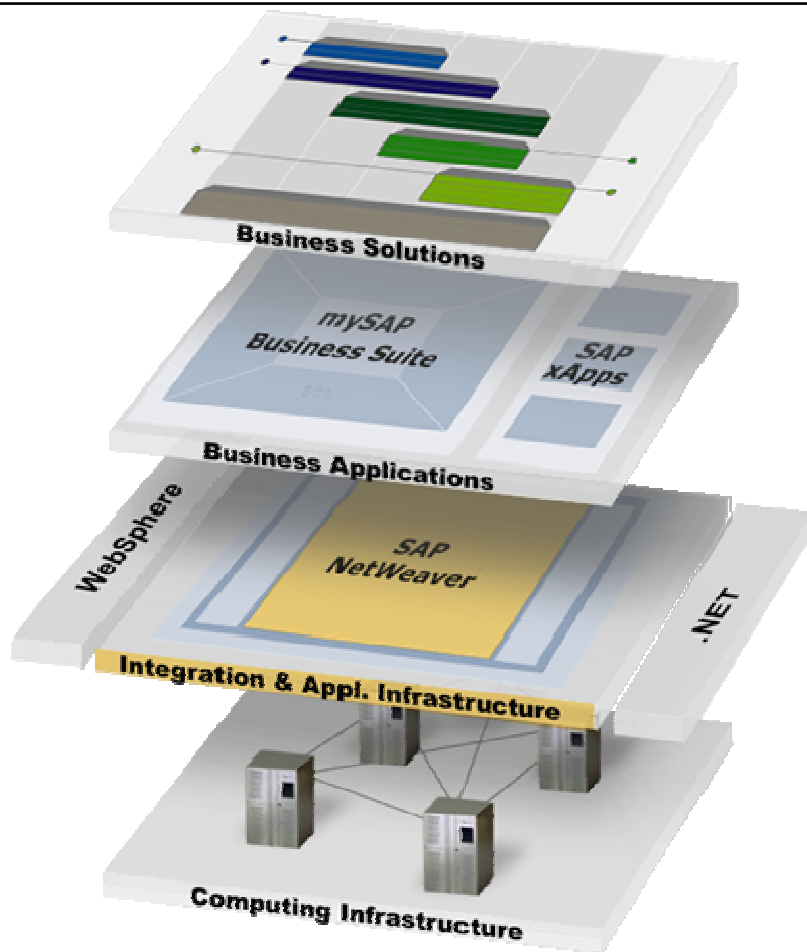 Business Solutions
mySAP
Business Suite
SAP
xApps
Business Applications
WebSphere
SAP
NetWeaver
.NET
Integration & Appl. Infrastructure
Computing Infrastructure